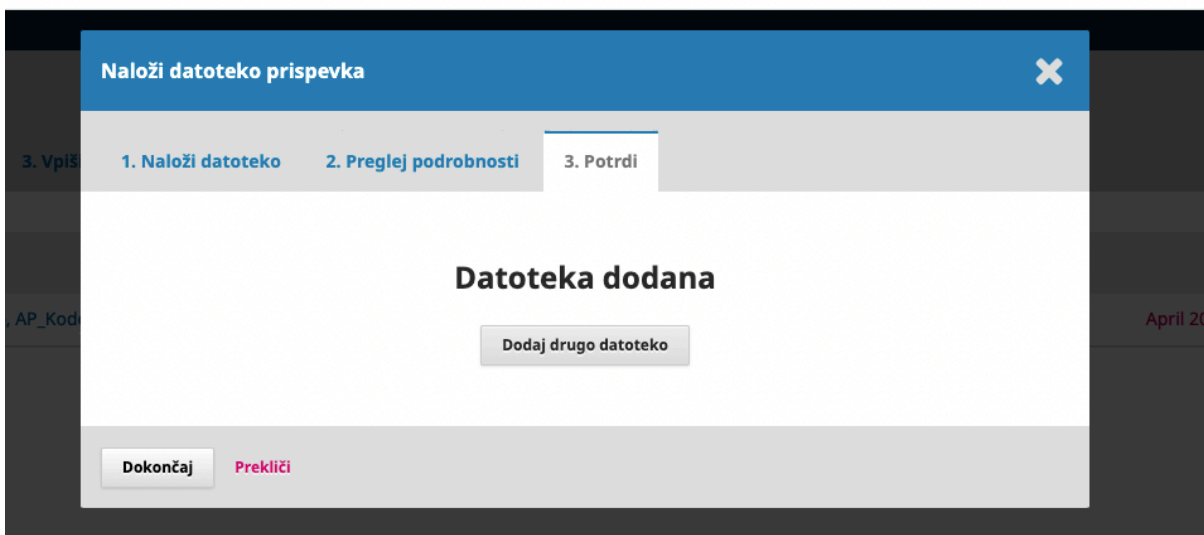 Naloži datoteko prispevka
3. Vpiš
1. Naloži datoteko
2. Preglej podrobnosti
3. Potrdi
Datoteka dodana
, AP_Kode
April 20
Dodaj drugo datoteko
Dokončaj
Prekliči